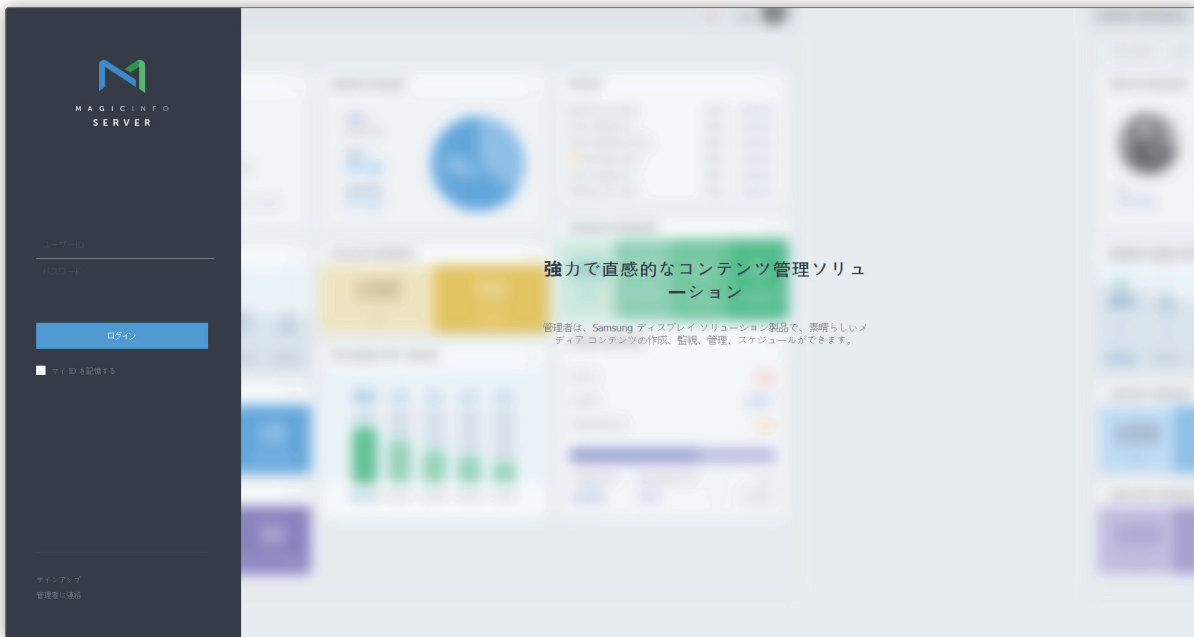 MAGICINFO
SERVER
ユーザーID
パスワード
ログイン
マイ ID を記憶する
サインアップ
管理者に連絡
強力で直感的なコンテンツ管理ソリュ
ーション
管理者は、Samsung ディスプレイ ソリューション製品で、素晴らしいメ
ディア コンテンツの作成、監視、管理、スケジュールができます。